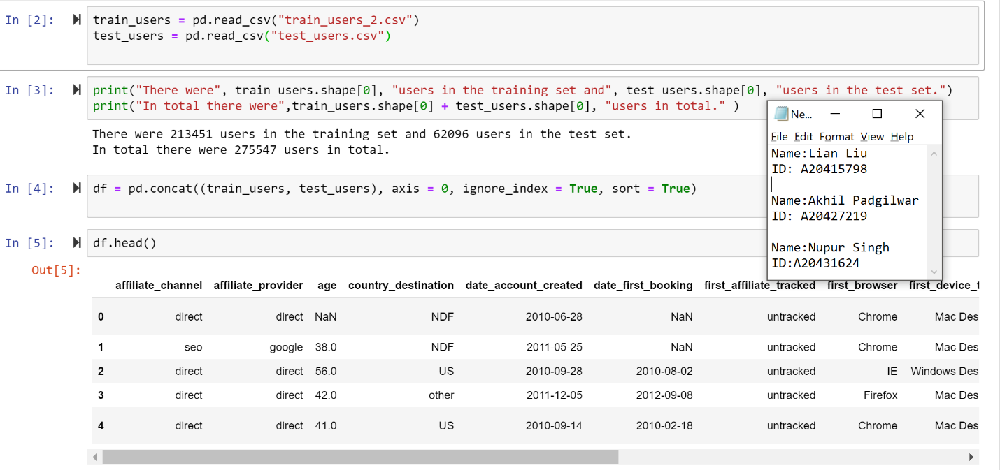 In [2]: train_users = pd.read_csv("train_users_2.csv")
test_users = pd.read_csv("test_users.csv")
In [3]: print("There were", train_users.shape[0], "users in the training set and", test_users.shape[0], "users in the test set.")
print("In total there were",train_users.shape[0] + test_users.shape[0], "users in total." )
There were 213451 users in the training set and 62096 users in the test set.
In total there were 275547 users in total.
In [4]: df = pd.concat((train_users, test_users), axis = 0, ignore_index = True, sort = True)
In [5]: df.head()
Out[5]:
affiliate_channel affiliate_provider age country_destination date_account_created date_first_booking first_affiliate_tracked first_browser first_device_t
0 direct direct NaN NDF 2010-06-28 NaN untracked Chrome Mac Des
1 seo google 38.0 NDF 2011-05-25 NaN untracked Chrome Mac Des
2 direct direct 56.0 US 2010-09-28 2010-08-02 untracked IE Windows Des
3 direct direct 42.0 other 2011-12-05 2012-09-08 untracked Firefox Mac Des
4 direct direct 41.0 US 2010-09-14 2010-02-18 untracked Chrome Mac Des
Ne...
File Edit Format View Help
Name:Lian Liu
ID: A20415798
Name:Akhil Padgilwar
ID: A20427219
Name:Nupur Singh
ID:A20431624